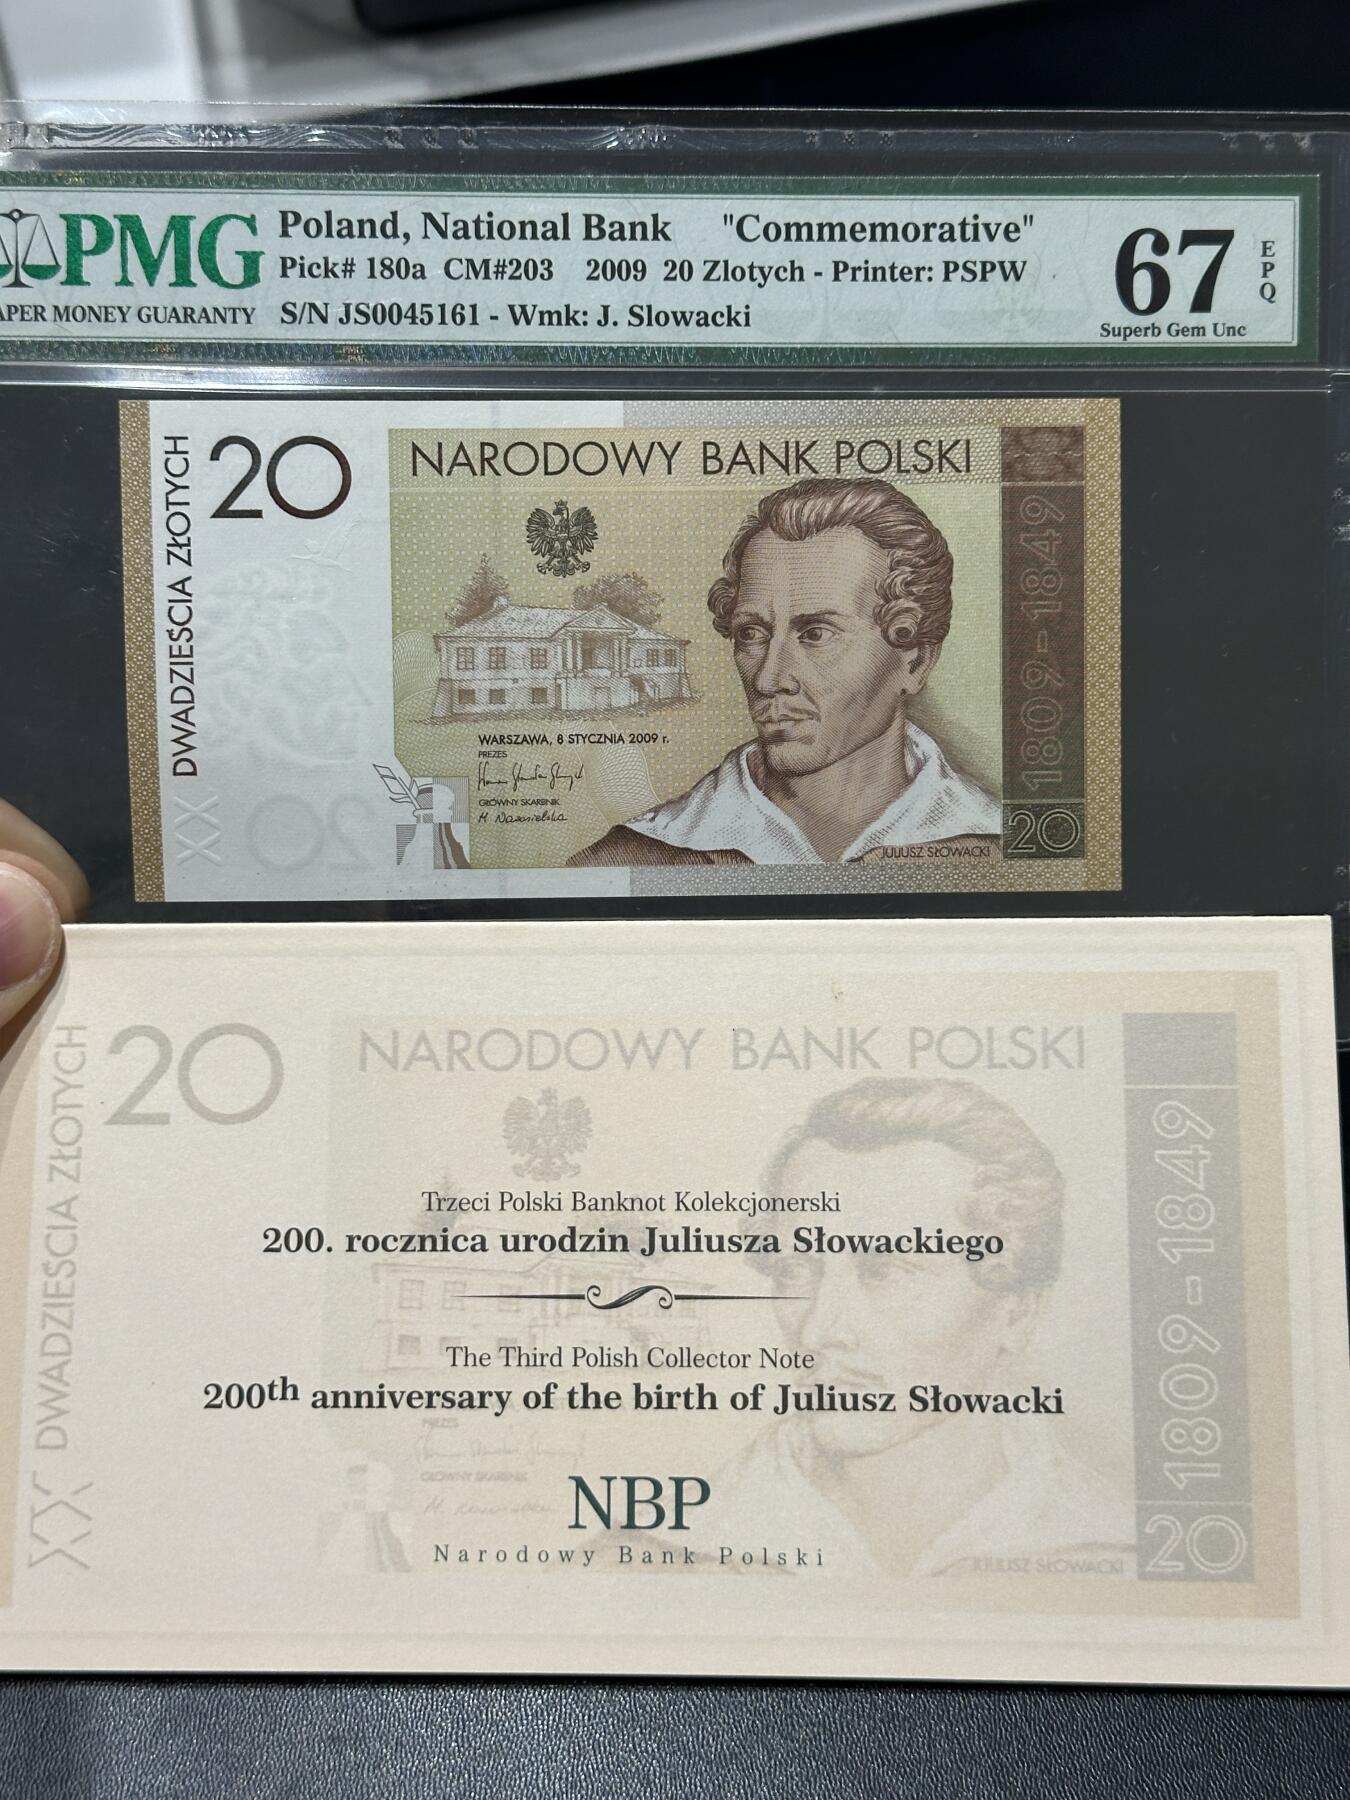 PMG
PAPER MONEY GUARANTY
Poland, National Bank "Commemorative"
Pick# 180a CM#203 2009 20 Zlotych - Printer: PSPW
S/N JS0045161 - Wmk: J. Slowacki
67
EPQ
Superb Gem Unc
DWADZIEŚCIA ZŁOTYCH
20
NARODOWY BANK POLSKI
1809-1849
WARSZAWA, 8 STYCZNIA 2009 r.
PREZES
GŁÓWNY SKARBNIK
XX
JULIUSZ SŁOWACKI
20
DWADZIEŚCIA ZŁOTYCH
20
NARODOWY BANK POLSKI
1809-1849
Trzeci Polski Banknot Kolekcjonerski
200. rocznica urodzin Juliusza Słowackiego
The Third Polish Collector Note
200th anniversary of the birth of Juliusz Słowacki
PREZES
GŁÓWNY SKARBNIK
NBP
Narodowy Bank Polski
XX
JULIUSZ SŁOWACKI
20